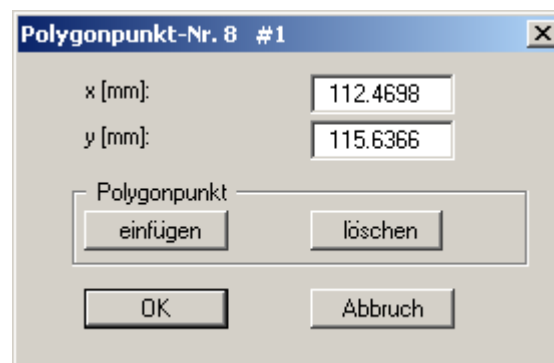 Polygonpunkt-Nr. 8 #1
x [mm]: 112.4698
y [mm]: 115.6366
Polygonpunkt
einfügen löschen
OK Abbruch